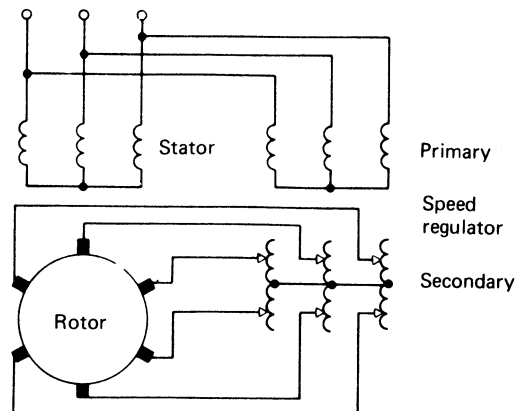 Stator
Primary
Speed
regulator
Secondary
Rotor